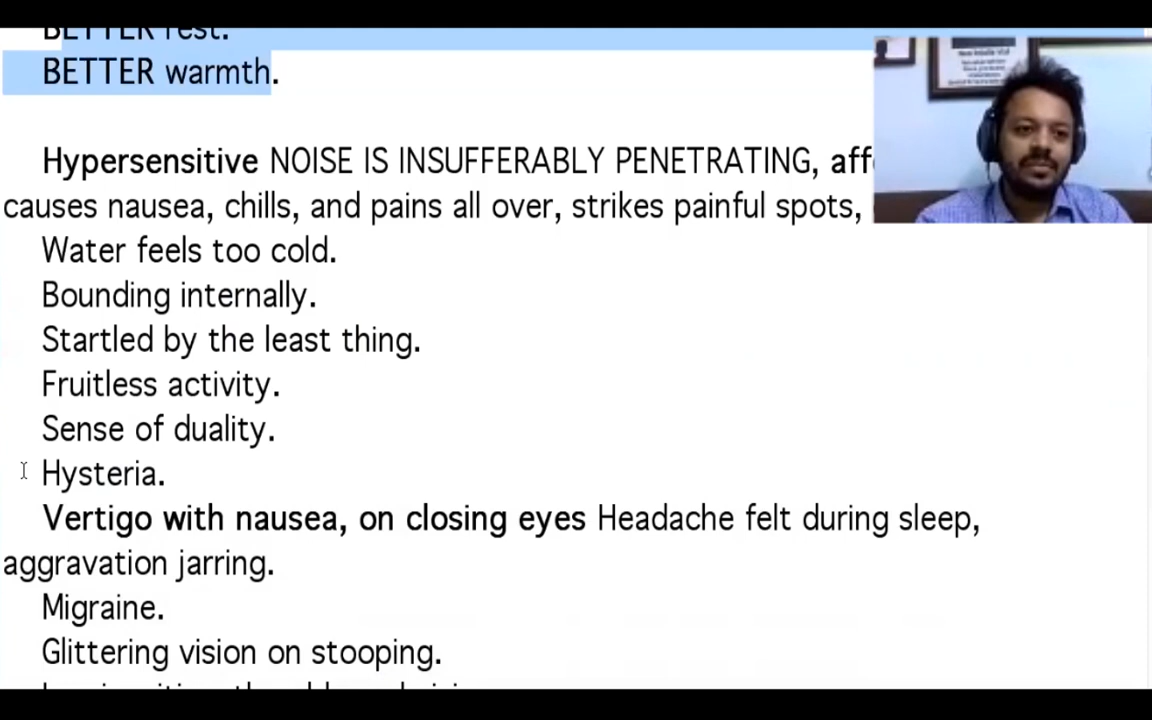 BETTER rest.
BETTER warmth.
Hypersensitive NOISE IS INSUFFERABLY PENETRATING,
causes nausea, chills, and pains all over, strikes painful spots,
Water feels too cold.
Bounding internally.
Startled by the least thing.
Fruitless activity.
Sense of duality.
Hysteria.
Vertigo with nausea, on closing eyes Headache felt during sleep,
aggravation jarring.
Migraine.
Glittering vision on stooping.